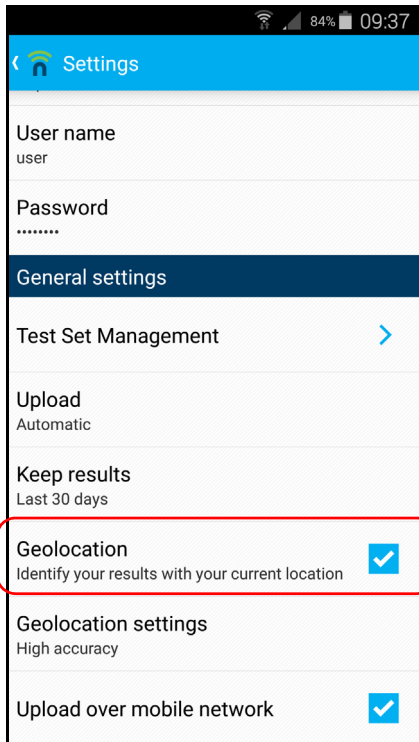 84% 09:37
Settings
User name
user
Password
••••••••
General settings
Test Set Management
Upload
Automatic
Keep results
Last 30 days
Geolocation
Identify your results with your current location
Geolocation settings
High accuracy
Upload over mobile network